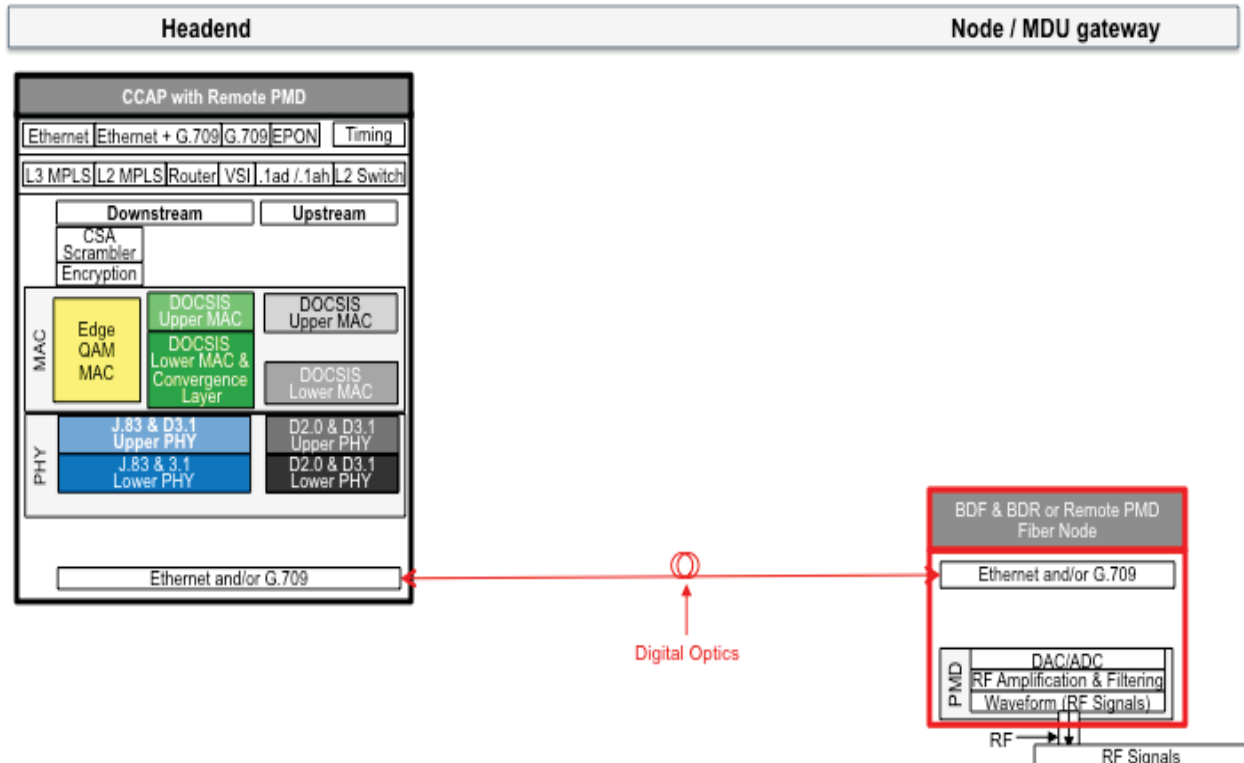 Headend
Node / MDU gateway
CCAP with Remote PMD
Ethernet Ethernet + G.709 G.709 EPON Timing
L3 MPLS L2 MPLS Router VSI .1ad /.1ah L2 Switch
Downstream Upstream
CSA
Scrambler
Encryption
MAC
Edge
QAM
MAC
DOCSIS
Upper MAC
DOCSIS
Lower MAC &
Convergence
Layer
DOCSIS
Upper MAC
DOCSIS
Lower MAC
PHY
J.83 & D3.1
Upper PHY
J.83 & 3.1
Lower PHY
D2.0 & D3.1
Upper PHY
D2.0 & D3.1
Lower PHY
Ethernet and/or G.709
Digital Optics
BDF & BDR or Remote PMD
Fiber Node
Ethernet and/or G.709
PMD
DAC/ADC
RF Amplification & Filtering
Waveform (RF Signals)
RF
RF Signals